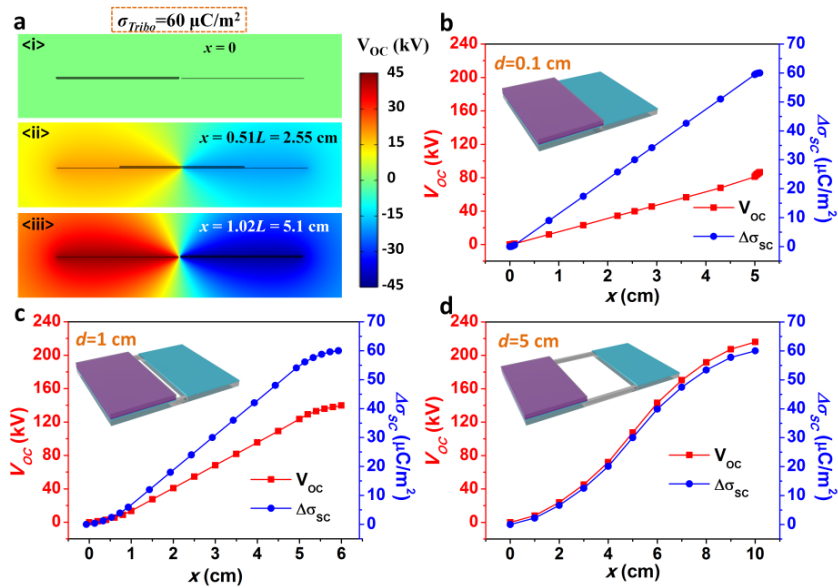 a
σTribo=60 μC/m²
<i>
x = 0
<ii>
x = 0.51L = 2.55 cm
<iii>
x = 1.02L = 5.1 cm
VOC (kV)
45
30
15
0
-15
-30
-45
b
d=0.1 cm
VOC (kV)
240
200
160
120
80
40
0
ΔσSC (μC/m²)
70
60
50
40
30
20
10
0
VOC
Δσsc
0 1 2 3 4 5
x (cm)
c
d=1 cm
VOC (kV)
240
200
160
120
80
40
0
ΔσSC (μC/m²)
70
60
50
40
30
20
10
0
VOC
Δσsc
0 1 2 3 4 5 6
x (cm)
d
d=5 cm
VOC (kV)
240
200
160
120
80
40
0
ΔσSC (μC/m²)
70
60
50
40
30
20
10
0
VOC
Δσsc
0 2 4 6 8 10
x (cm)